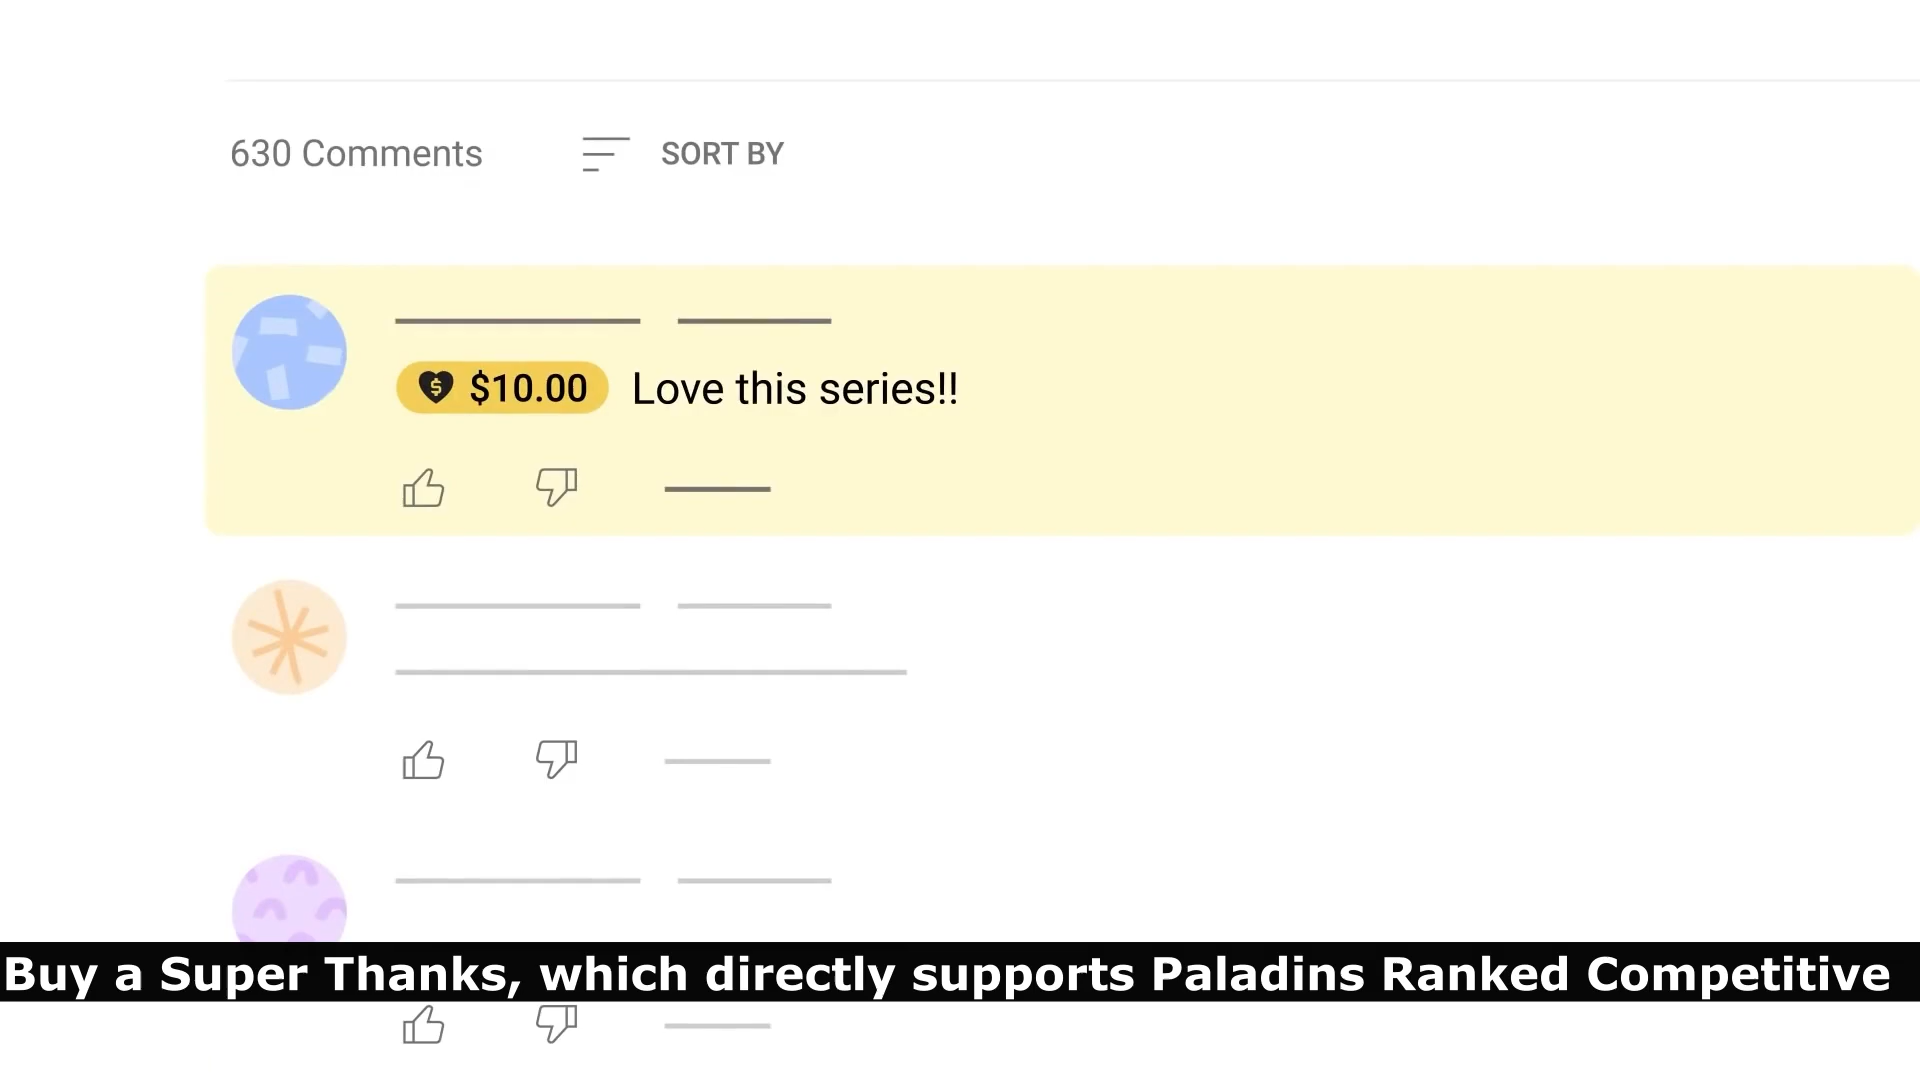 630 Comments SORT BY
$10.00 Love this series!!
Buy a Super Thanks, which directly supports Paladins Ranked Competitive